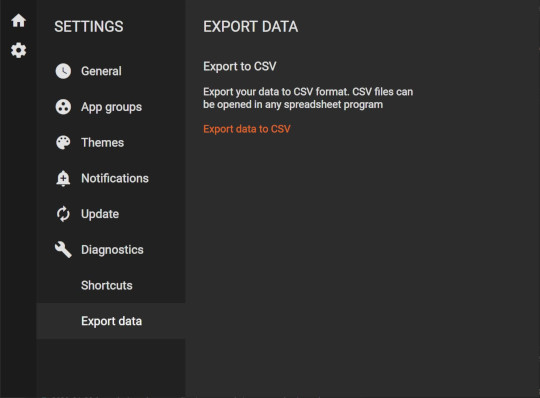 SETTINGS
General
App groups
Themes
Notifications
Update
Diagnostics
Shortcuts
Export data
EXPORT DATA
Export to CSV
Export your data to CSV format. CSV files can
be opened in any spreadsheet program
Export data to CSV